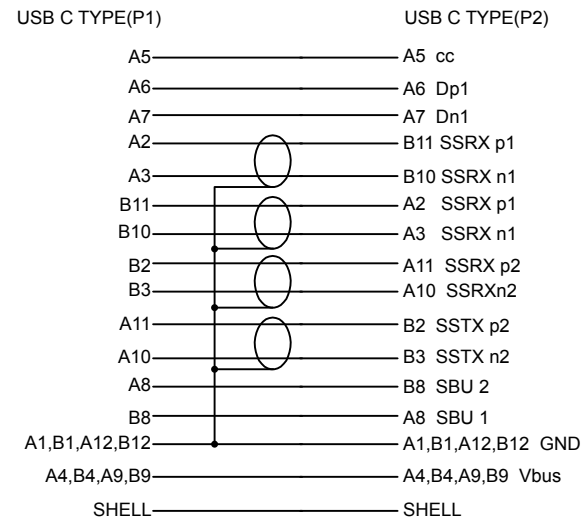 USB C TYPE(P1) USB C TYPE(P2)
A5 A5 cc
A6 A6 Dp1
A7 A7 Dn1
A2 B11 SSRX p1
A3 B10 SSRX n1
B11 A2 SSRX p1
B10 A3 SSRX n1
B2 A11 SSRX p2
B3 A10 SSRXn2
A11 B2 SSTX p2
A10 B3 SSTX n2
A8 B8 SBU 2
B8 A8 SBU 1
A1,B1,A12,B12 A1,B1,A12,B12 GND
A4,B4,A9,B9 A4,B4,A9,B9 Vbus
SHELL SHELL